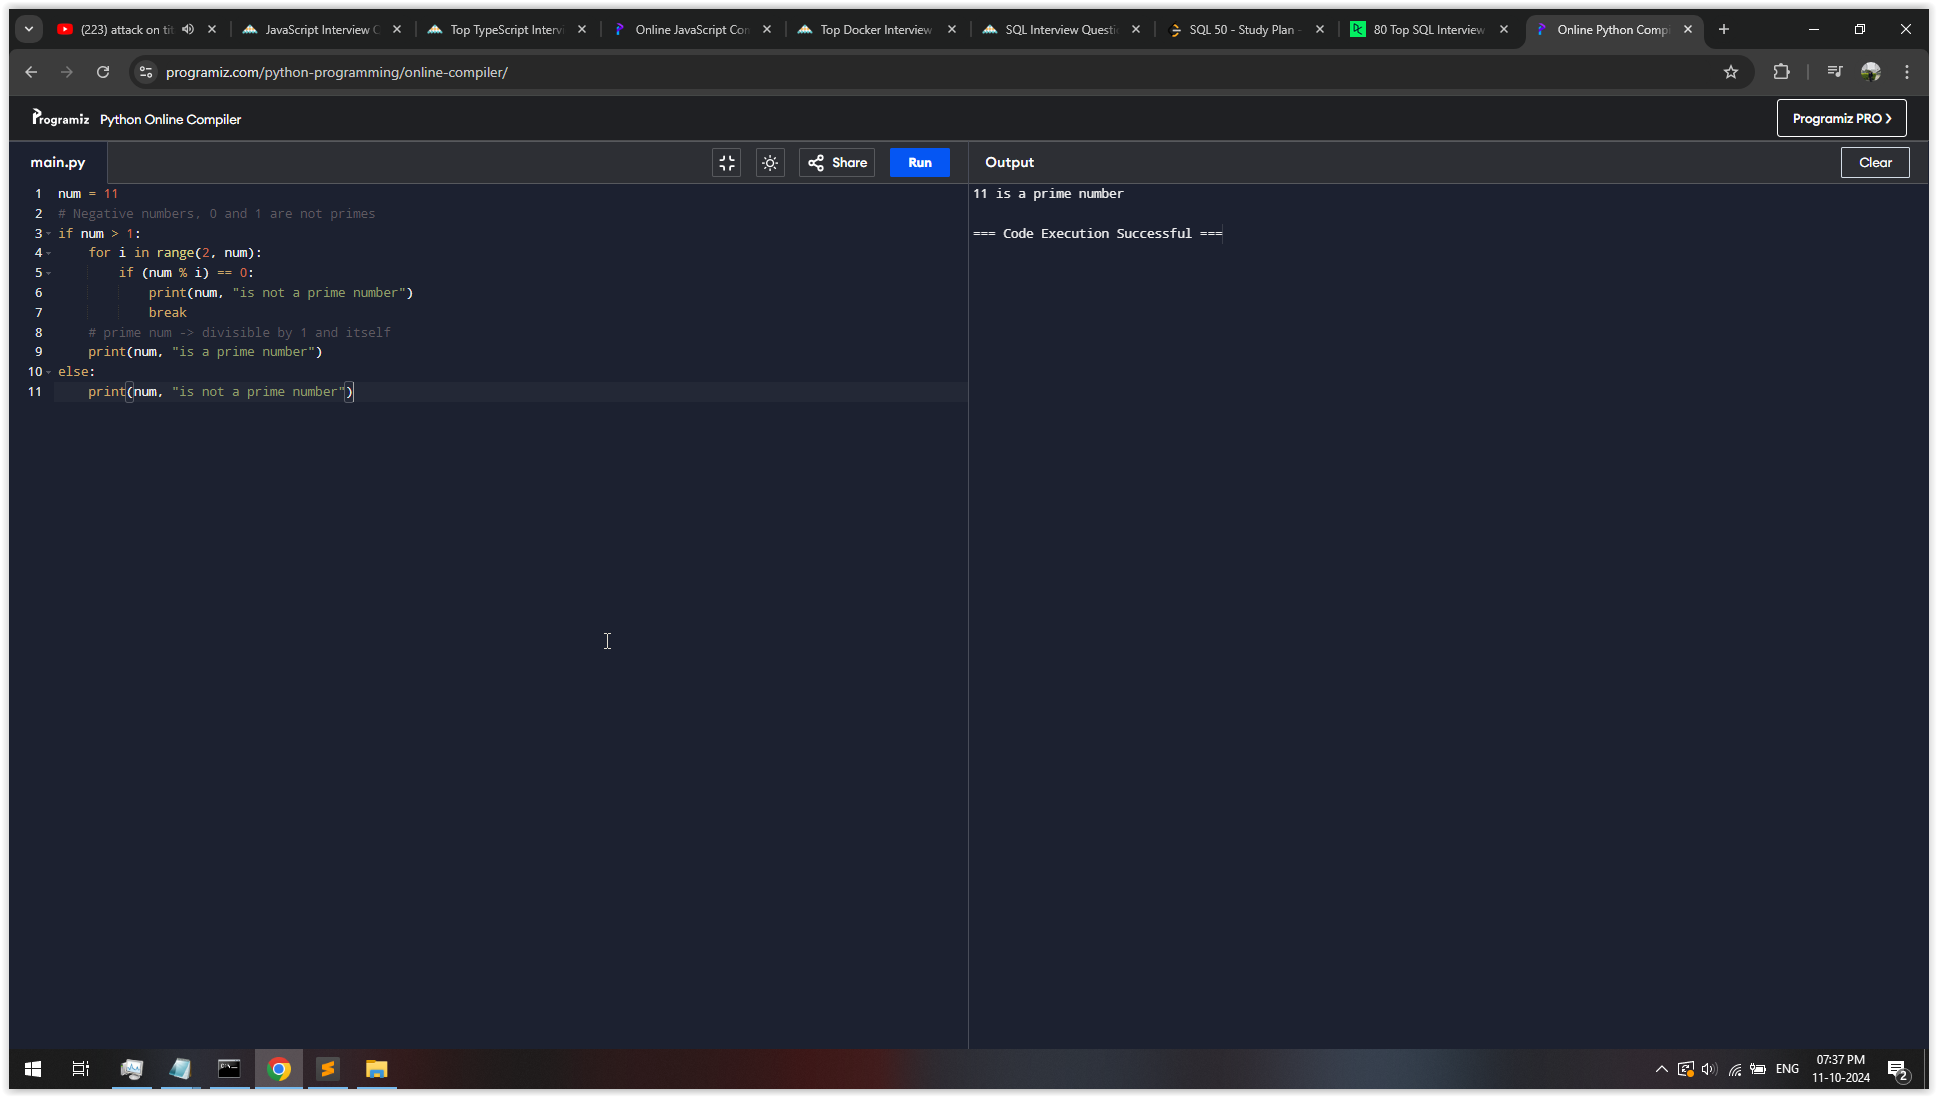 (223) attack on tit
JavaScript Interview C
Top TypeScript Intervi
Online JavaScript Com
Top Docker Interview
SQL Interview Questi
SQL 50 - Study Plan -
80 Top SQL Interview
Online Python Compi
programiz.com/python-programming/online-compiler/
Programiz Python Online Compiler
Programiz PRO
main.py
Share
Run
Output
Clear
1 num = 11
2 # Negative numbers, 0 and 1 are not primes
3 if num > 1:
4 for i in range(2, num):
5 if (num % i) == 0:
6 print(num, "is not a prime number")
7 break
8 # prime num -> divisible by 1 and itself
9 print(num, "is a prime number")
10 else:
11 print(num, "is not a prime number")
11 is a prime number
=== Code Execution Successful ===
ENG
07:37 PM
11-10-2024
2